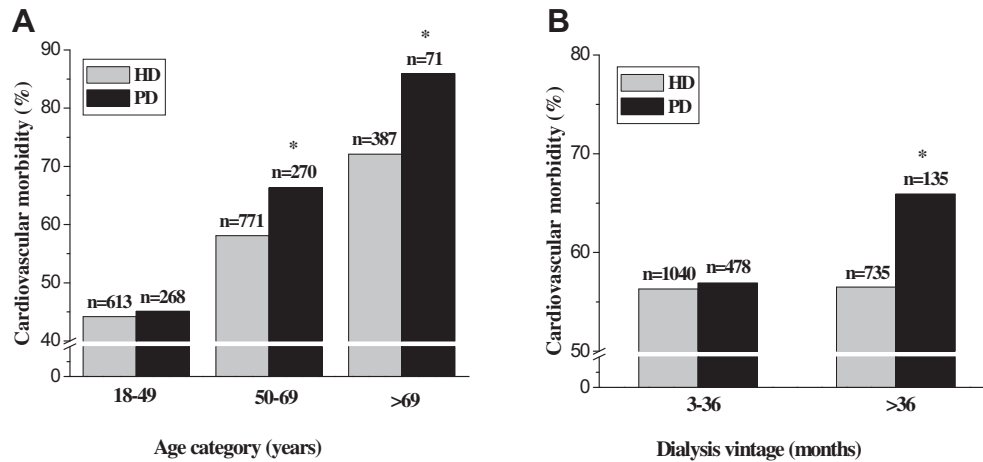 A
Cardiovascular morbidity (%)
90
80
70
60
50
40
0
HD
PD
n=613
n=268
n=771
*
n=270
n=387
*
n=71
18-49
50-69
>69
Age category (years)
B
Cardiovascular morbidity (%)
80
70
60
50
0
HD
PD
n=1040
n=478
n=735
*
n=135
3-36
>36
Dialysis vintage (months)